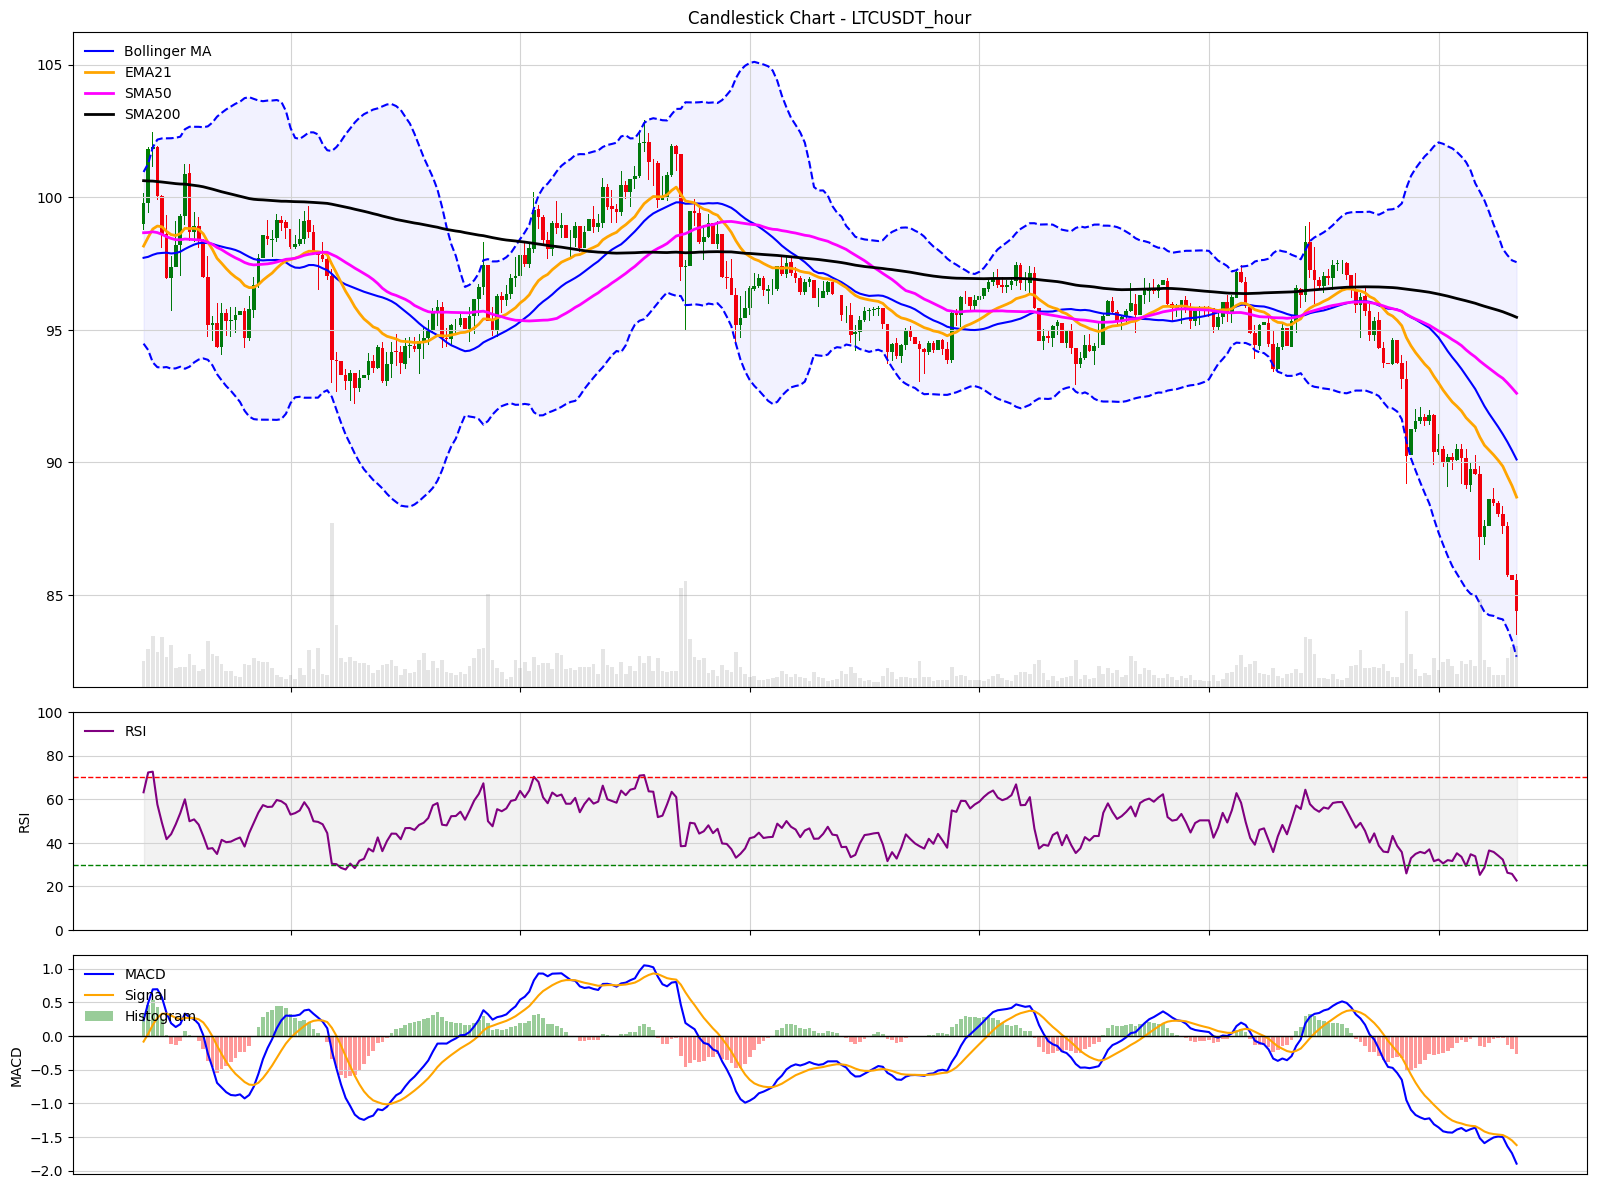 Candlestick Chart - LTCUSDT_hour
Bollinger MA
EMA21
SMA50
SMA200
105
100
95
90
85
RSI
100
80
60
40
20
0
RSI
MACD
Signal
Histogram
1.0
0.5
0.0
−0.5
−1.0
−1.5
−2.0
MACD